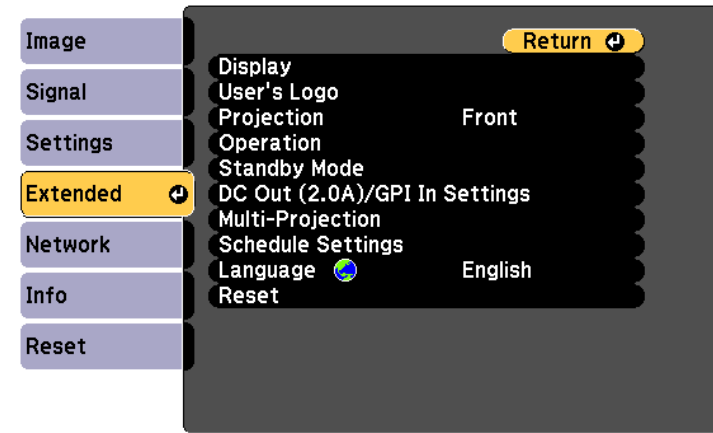 Image
Signal
Settings
Extended
Network
Info
Reset
Return
Display
User's Logo
Projection Front
Operation
Standby Mode
DC Out (2.0A)/GPI In Settings
Multi-Projection
Schedule Settings
Language English
Reset